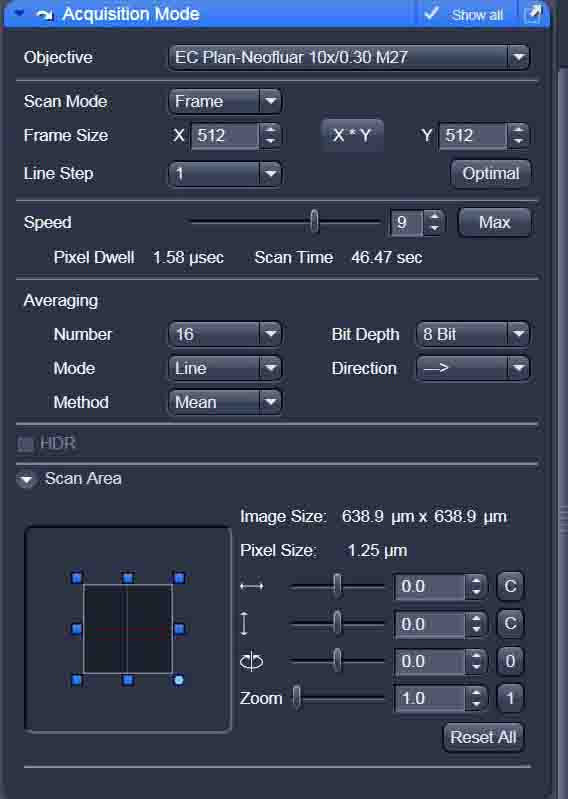 Acquisition Mode Show all
Objective EC Plan-Neofluar 10x/0.30 M27
Scan Mode Frame
Frame Size X 512 X * Y Y 512
Line Step 1 Optimal
Speed 9 Max
Pixel Dwell 1.58 µsec Scan Time 46.47 sec
Averaging
Number 16 Bit Depth 8 Bit
Mode Line Direction --->
Method Mean
HDR
Scan Area
Image Size: 638.9 µm x 638.9 µm
Pixel Size: 1.25 µm
0.0 C
0.0 C
0.0 0
Zoom 1.0 1
Reset All